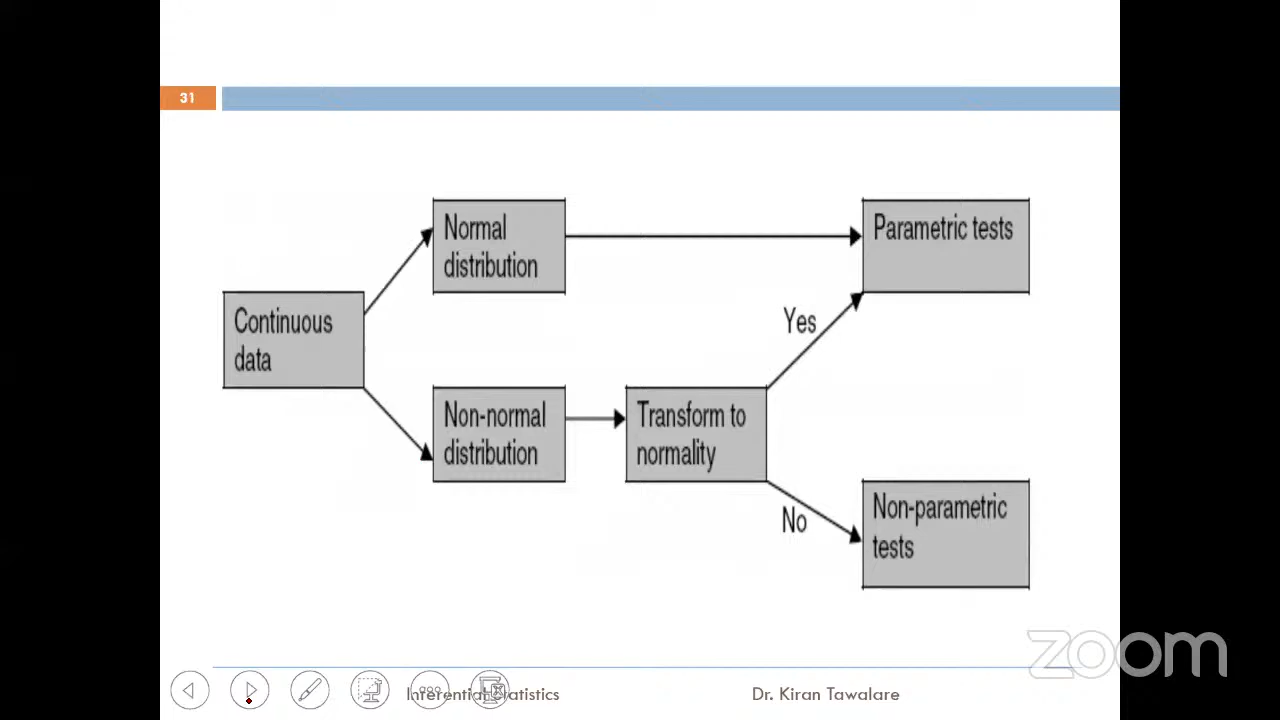 31
Normal
distribution
Parametric tests
Continuous
data
Yes
Non-normal
distribution
Transform to
normality
No
Non-parametric
tests
zoom
Inferential Statistics
Dr. Kiran Tawalare